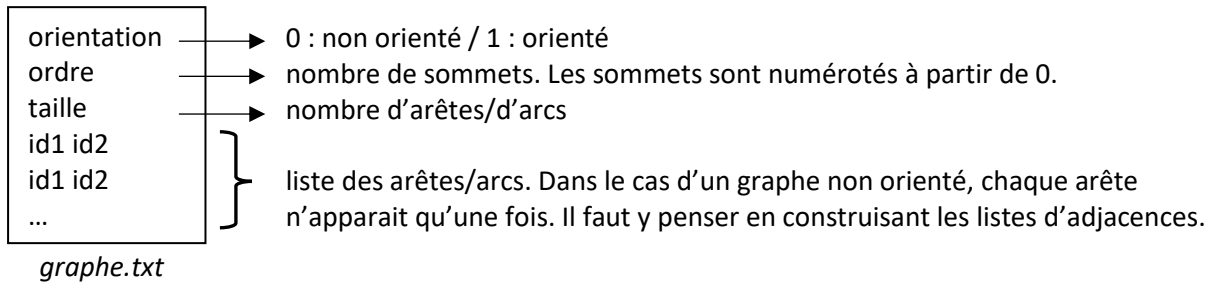 orientation 0 : non orienté / 1 : orienté
ordre nombre de sommets. Les sommets sont numérotés à partir de 0.
taille nombre d’arêtes/d’arcs
id1 id2
id1 id2 liste des arêtes/arcs. Dans le cas d’un graphe non orienté, chaque arête
... n’apparait qu’une fois. Il faut y penser en construisant les listes d’adjacences.
graphe.txt